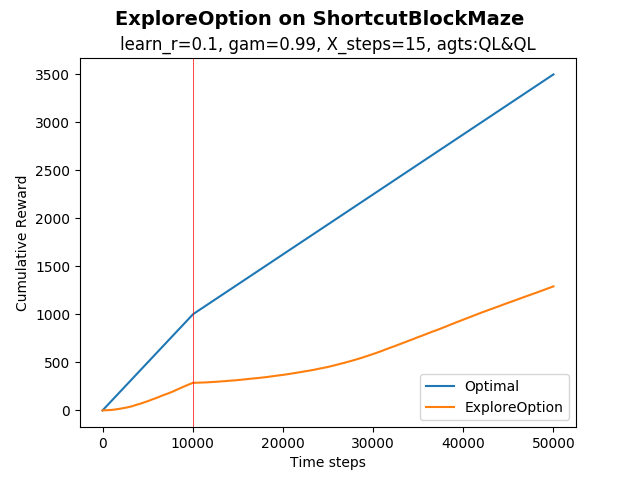 ExploreOption on ShortcutBlockMaze
learn_r=0.1, gam=0.99, X_steps=15, agts:QL&QL
Cumulative Reward
3500
3000
2500
2000
1500
1000
500
0
Optimal
ExploreOption
0 10000 20000 30000 40000 50000
Time steps